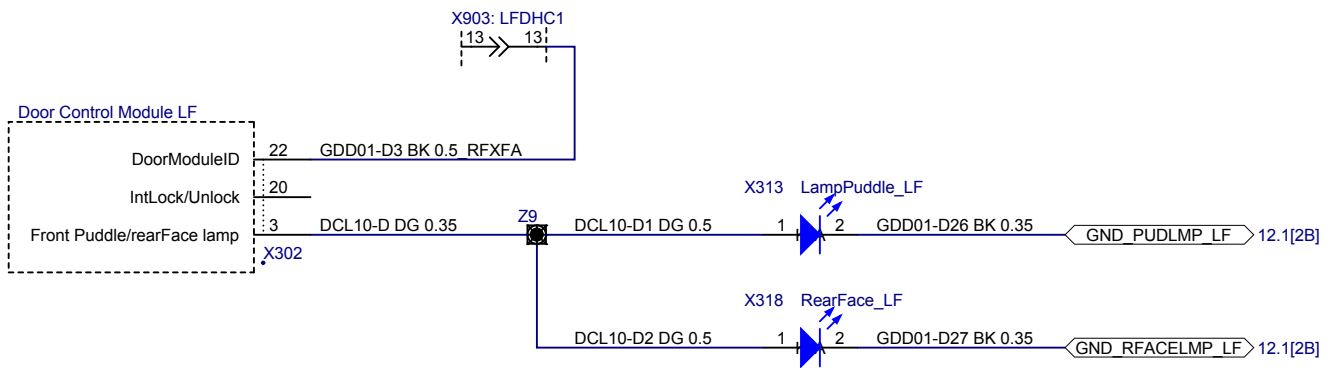 X903: LFDHC1
13 13
Door Control Module LF
DoorModuleID 22 GDD01-D3 BK 0.5_RFXFA
IntLock/Unlock 20
X313 LampPuddle_LF
Front Puddle/rearFace lamp 3 DCL10-D DG 0.35 Z9 DCL10-D1 DG 0.5 1 2 GDD01-D26 BK 0.35 GND_PUDLMP_LF 12.1[2B]
X302
X318 RearFace_LF
DCL10-D2 DG 0.5 1 2 GDD01-D27 BK 0.35 GND_RFACELMP_LF 12.1[2B]